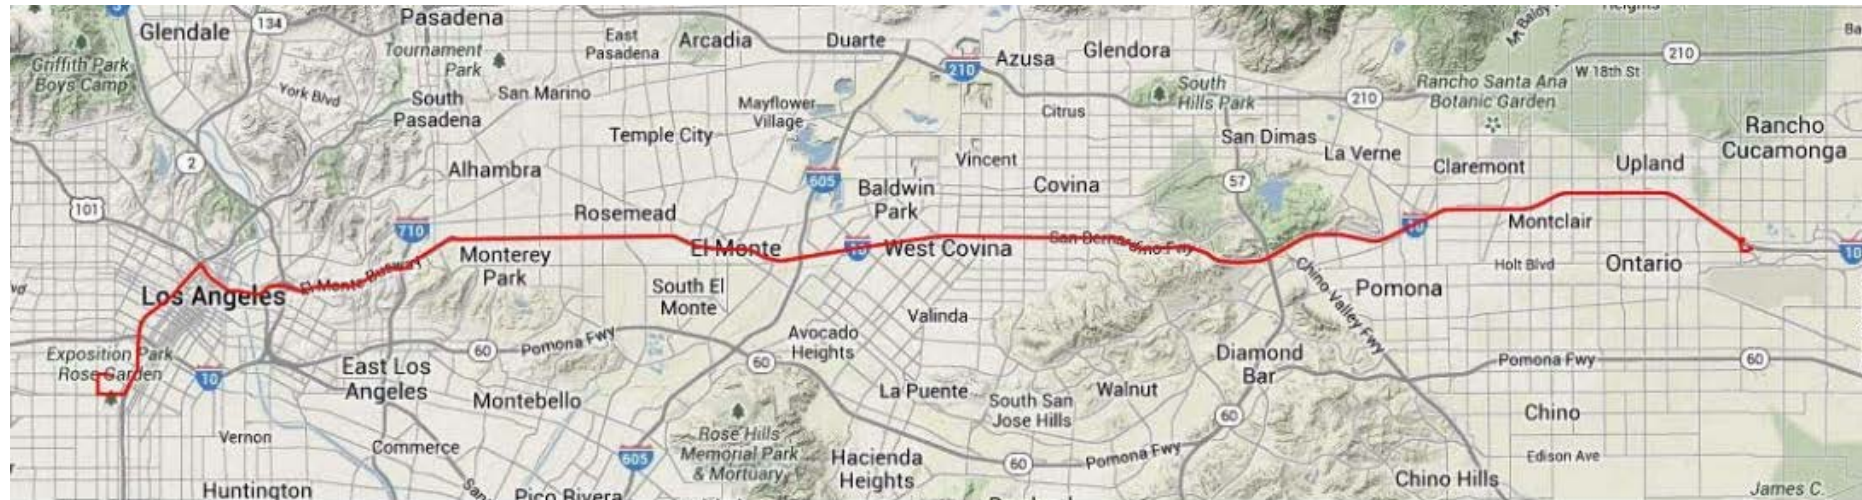 Glendale
134
Pasadena
Tournament
Park
East
Pasadena
Arcadia
Duarte
210
Azusa
Glendora
Mt Baldy
Heights
210
Ba
Griffith Park
Boys Camp
York Blvd
South
Pasadena
San Marino
Temple City
Mayflower
Village
Citrus
South
Hills Park
210
Rancho Santa Ana
Botanic Garden
W 18th St
Rancho
Cucamonga
2
Alhambra
605
Vincent
Baldwin
Park
Covina
San Dimas
57
La Verne
Claremont
Upland
101
710
Rosemead
El Monte
10
West Covina
San Bernardino Fwy
Montclair
10
Monterey
Park
El Monte Busway
Los Angeles
South El
Monte
Valinda
Chino Valley Fwy
Pomona
Holt Blvd
Ontario
Exposition Park
Rose Garden
10
East Los
Angeles
60
Pomona Fwy
60
Avocado
Heights
Diamond
Bar
Pomona Fwy
60
Montebello
La Puente
South San
Jose Hills
Walnut
60
Chino
Vernon
Commerce
605
Rose Hills
Memorial Park
& Mortuary
Hacienda
Heights
60
Pomona Fwy
Edison Ave
Chino Hills
James C.
Huntington
Pico Rivera